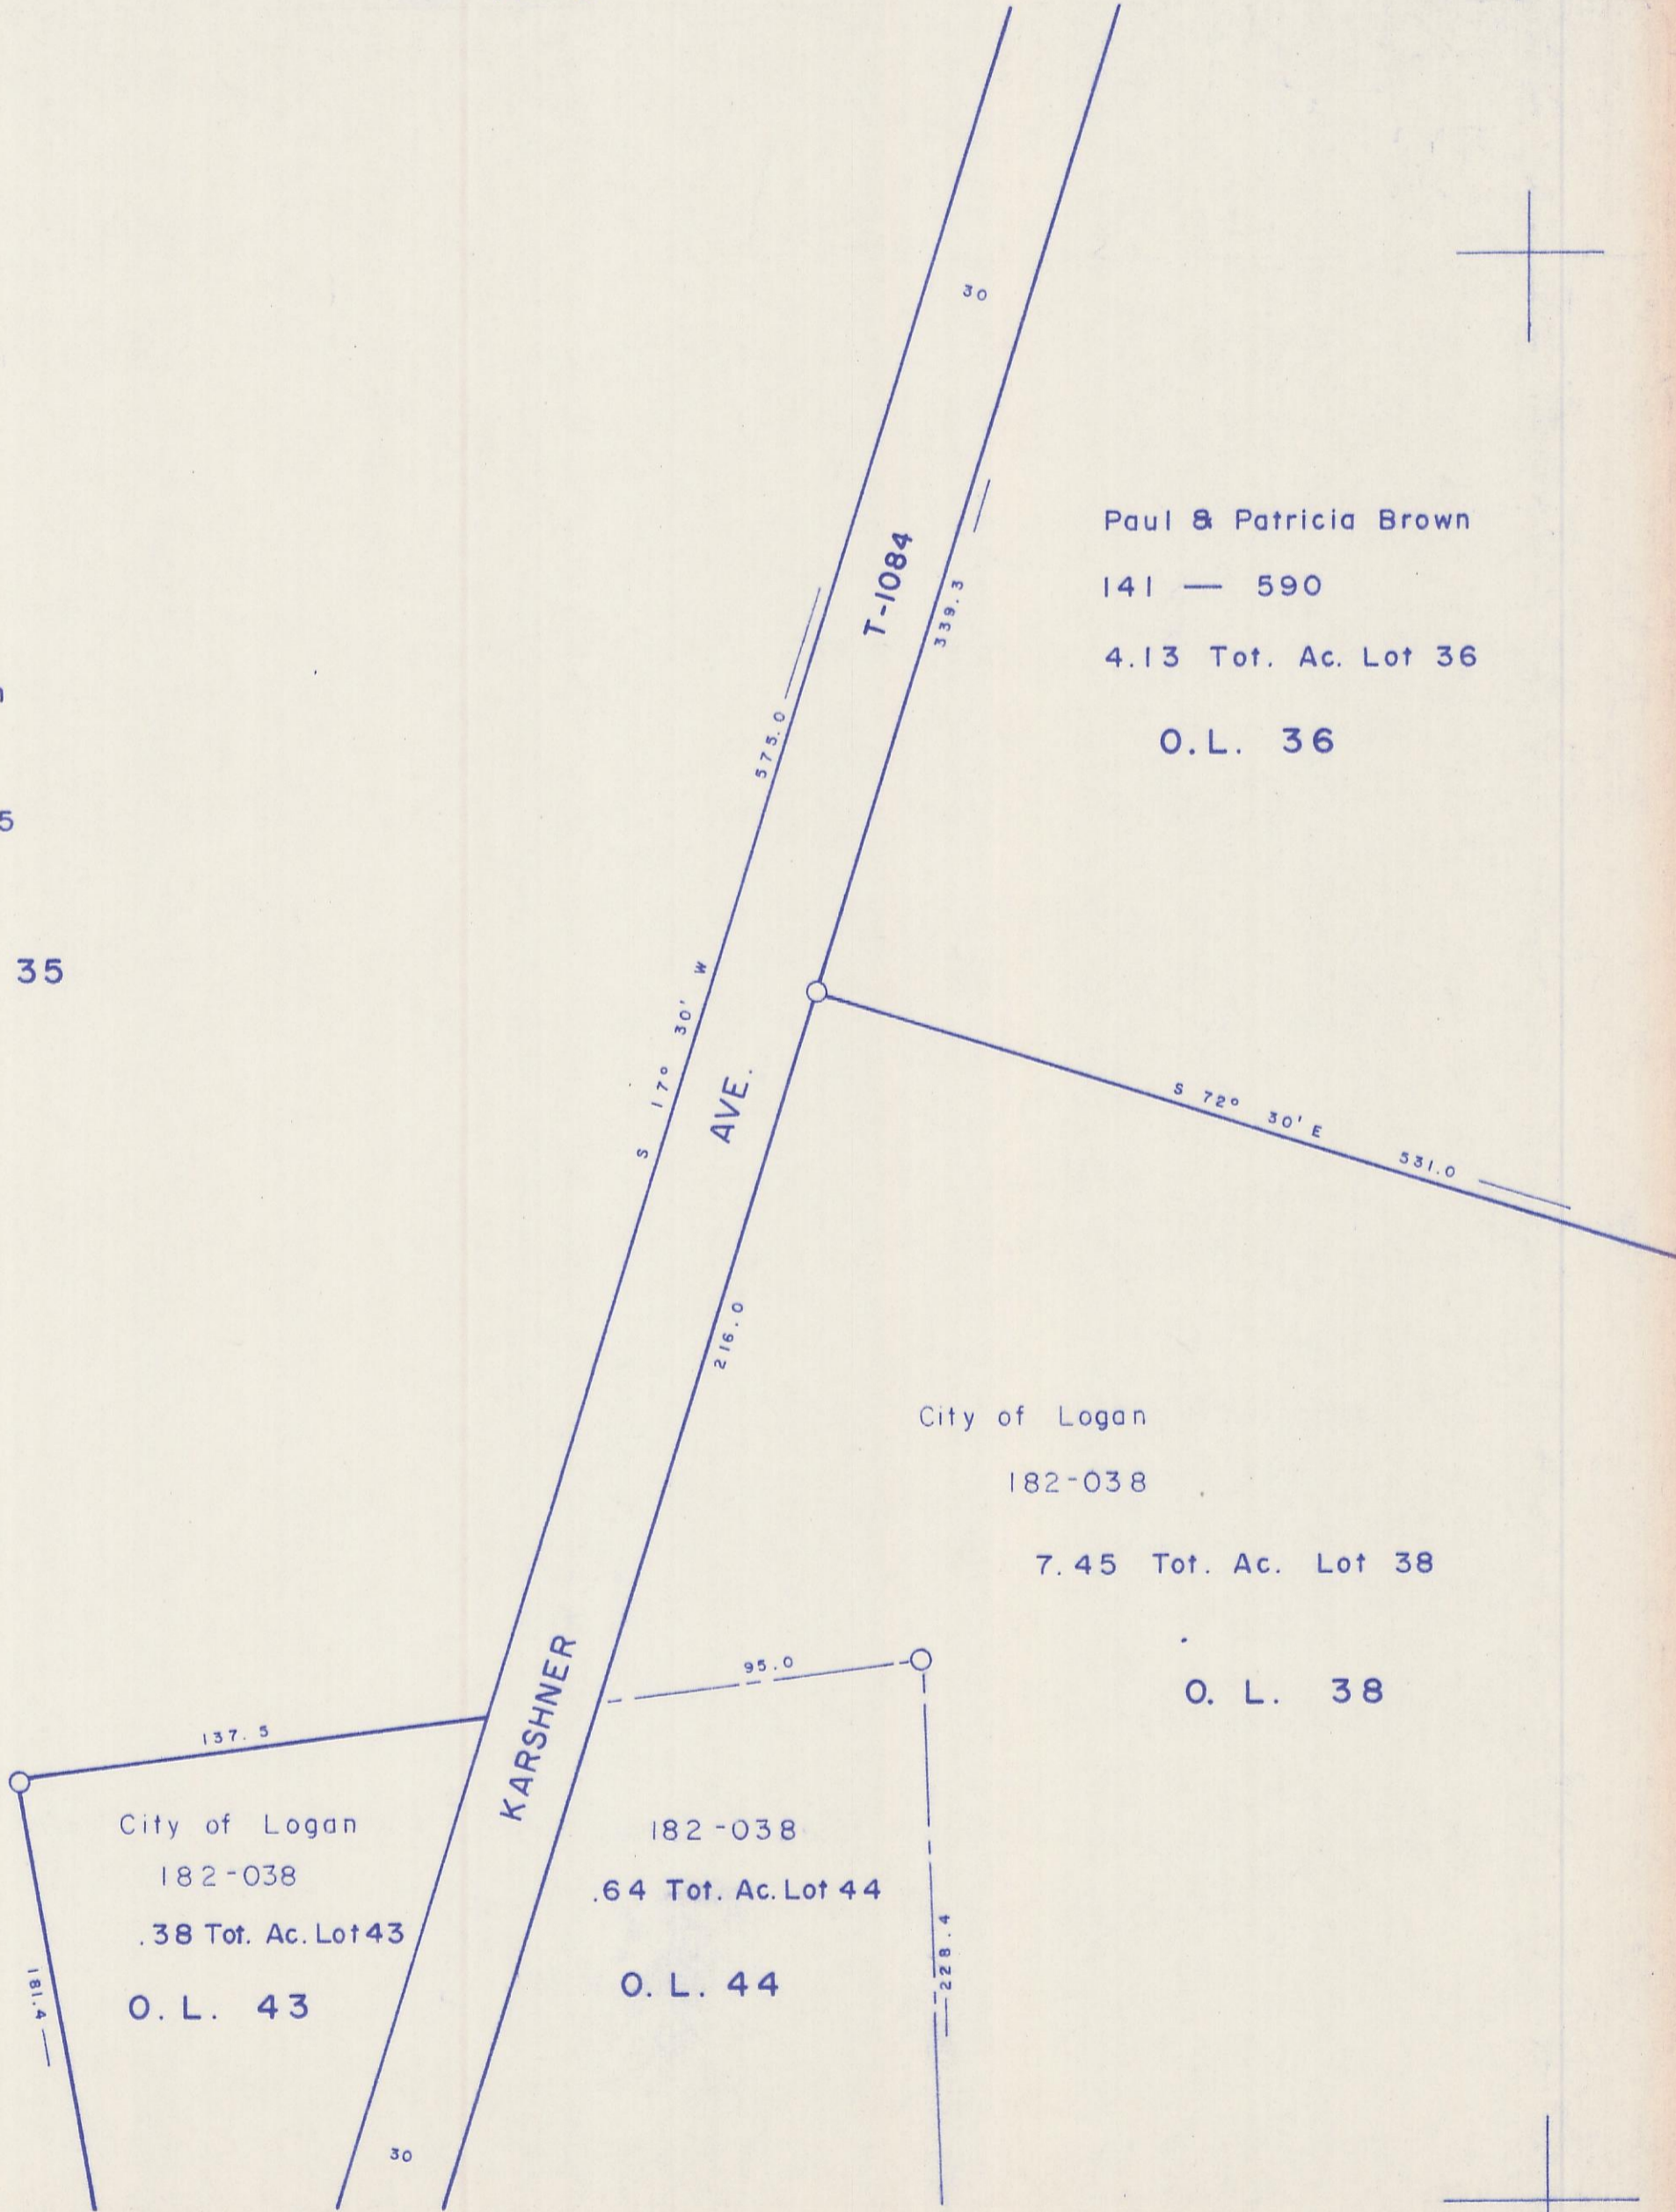 30
T-1084
339.3
575.0
Paul & Patricia Brown
141 — 590
4.13 Tot. Ac. Lot 36
O.L. 36
5
35
S 17° 30' W
AVE.
S 72° 30' E 531.0
216.0
City of Logan
182-038
7.45 Tot. Ac. Lot 38
O. L. 38
KARSHNER
95.0
137.5
City of Logan
182-038
.38 Tot. Ac. Lot 43
O. L. 43
181.4
182-038
.64 Tot. Ac. Lot 44
O. L. 44
228.4
30